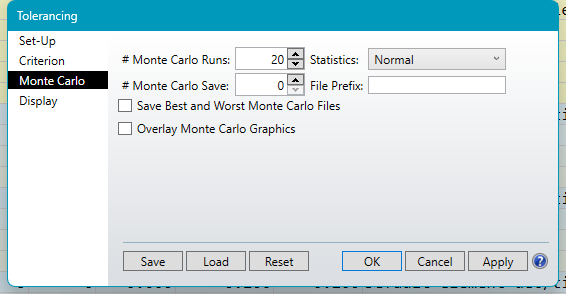 Tolerancing
Set-Up
Criterion
Monte Carlo
Display
# Monte Carlo Runs: 20 Statistics: Normal
# Monte Carlo Save: 0 File Prefix:
Save Best and Worst Monte Carlo Files
Overlay Monte Carlo Graphics
Save Load Reset OK Cancel Apply ?